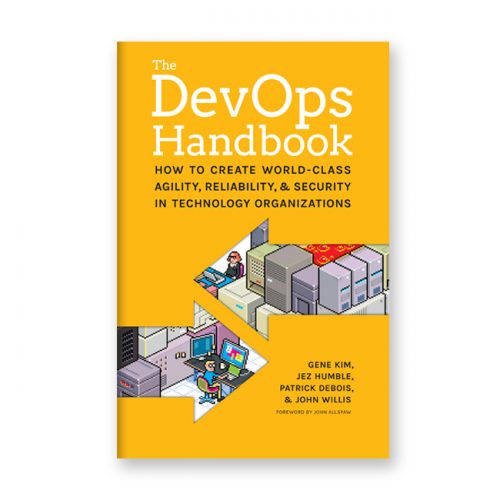 The
DevOps
Handbook
HOW TO CREATE WORLD-CLASS
AGILITY, RELIABILITY, & SECURITY
IN TECHNOLOGY ORGANIZATIONS
GENE KIM,
JEZ HUMBLE,
PATRICK DEBOIS,
& JOHN WILLIS
FOREWORD BY JOHN ALLSPAW